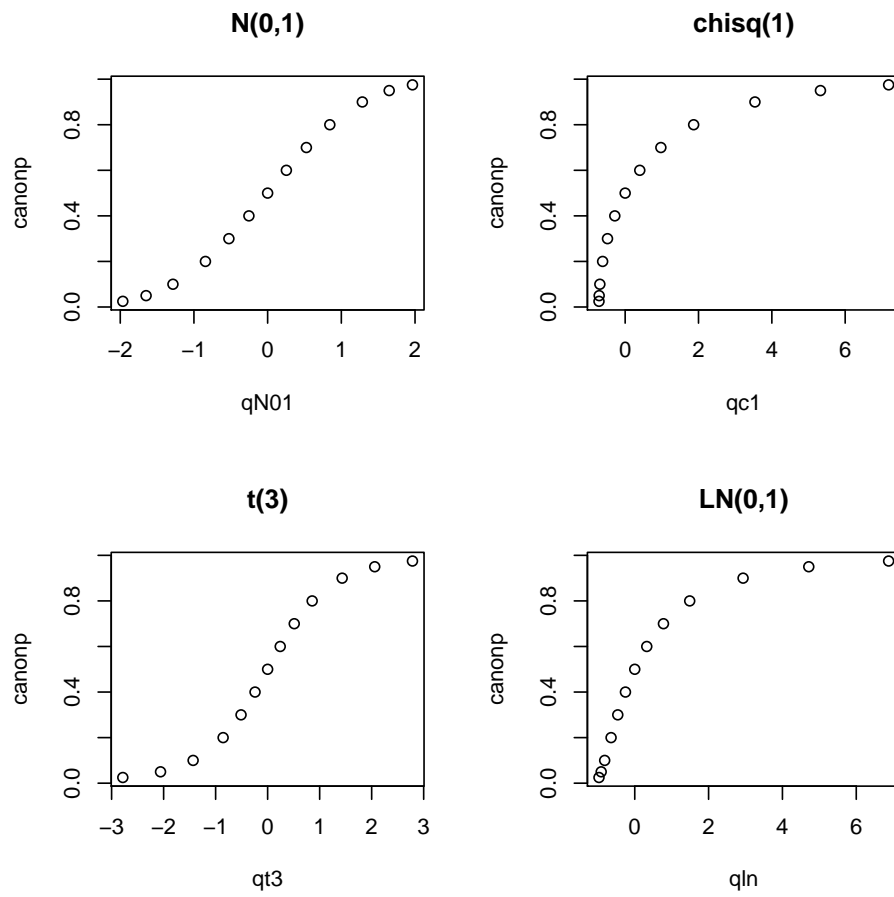 N(0,1)
canonp
0.0 0.4 0.8
−2 −1 0 1 2
qN01
chisq(1)
canonp
0.0 0.4 0.8
0 2 4 6
qc1
t(3)
canonp
0.0 0.4 0.8
−3 −2 −1 0 1 2 3
qt3
LN(0,1)
canonp
0.0 0.4 0.8
0 2 4 6
qln